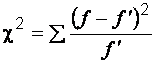 χ² = Σ (f – f′)² / f′